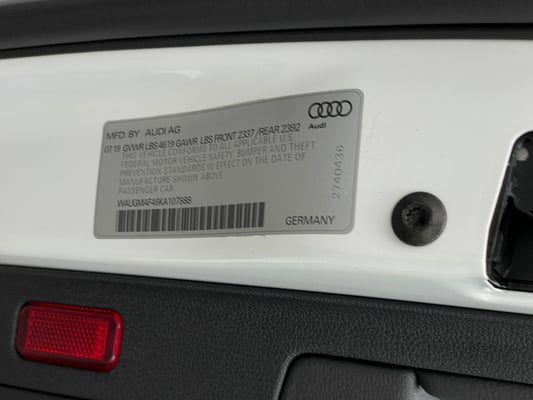 MFD. BY AUDI AG
Audi
07 19 GVWR LBS 4619 GAWR LBS FRONT 2337 / REAR 2392
THIS VEHICLE CONFORMS TO ALL APPLICABLE U.S.
FEDERAL MOTOR VEHICLE SAFETY, BUMPER AND THEFT
PREVENTION STANDARDS IN EFFECT ON THE DATE OF
MANUFACTURE SHOWN ABOVE
PASSENGER CAR
2740436
WAUGMAF46KA107688
GERMANY